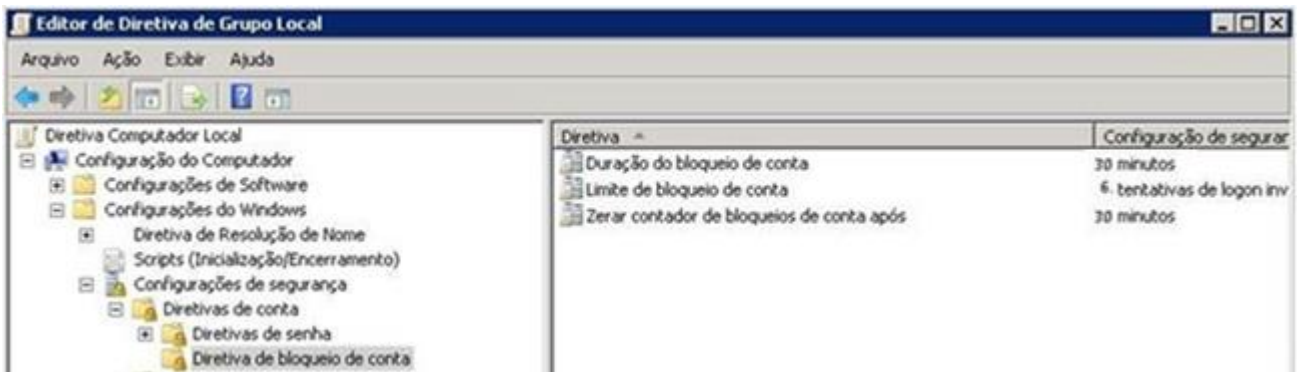 Editor de Diretiva de Grupo Local
Arquivo Ação Exibir Ajuda
Diretiva Computador Local
Configuração do Computador
Configurações de Software
Configurações do Windows
Diretiva de Resolução de Nome
Scripts (Inicialização/Encerramento)
Configurações de segurança
Diretivas de conta
Diretivas de senha
Diretiva de bloqueio de conta
Diretiva Configuração de segurar
Duração do bloqueio de conta 30 minutos
Limite de bloqueio de conta 6. tentativas de logon inv
Zerar contador de bloqueios de conta após 30 minutos